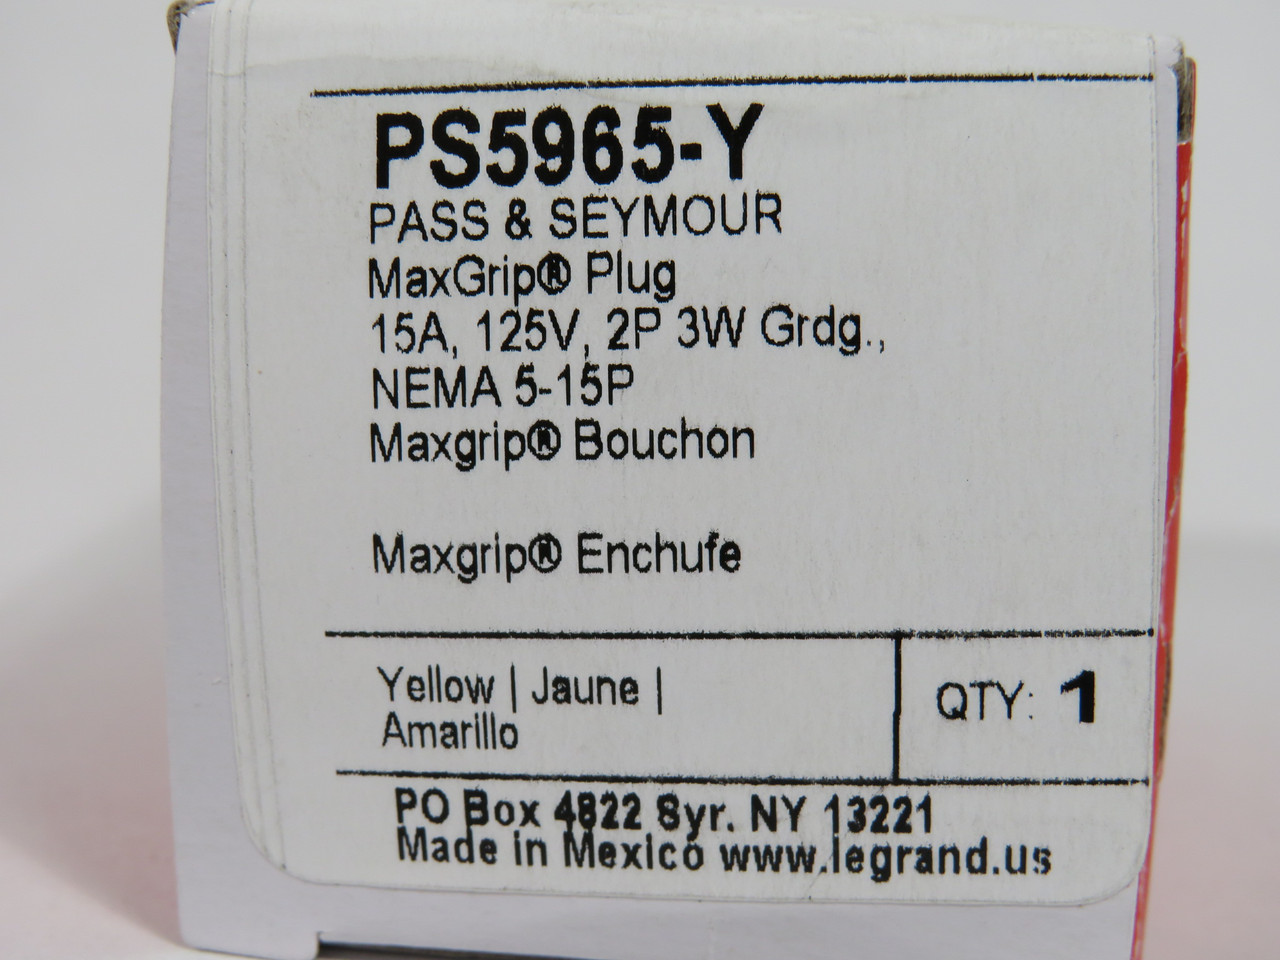 PS5965-Y
PASS & SEYMOUR
MaxGrip® Plug
15A, 125V, 2P 3W Grdg.,
NEMA 5-15P
Maxgrip® Bouchon
Maxgrip® Enchufe
Yellow | Jaune |
Amarillo
QTY: 1
PO Box 4822 Syr. NY 13221
Made in Mexico www.legrand.us